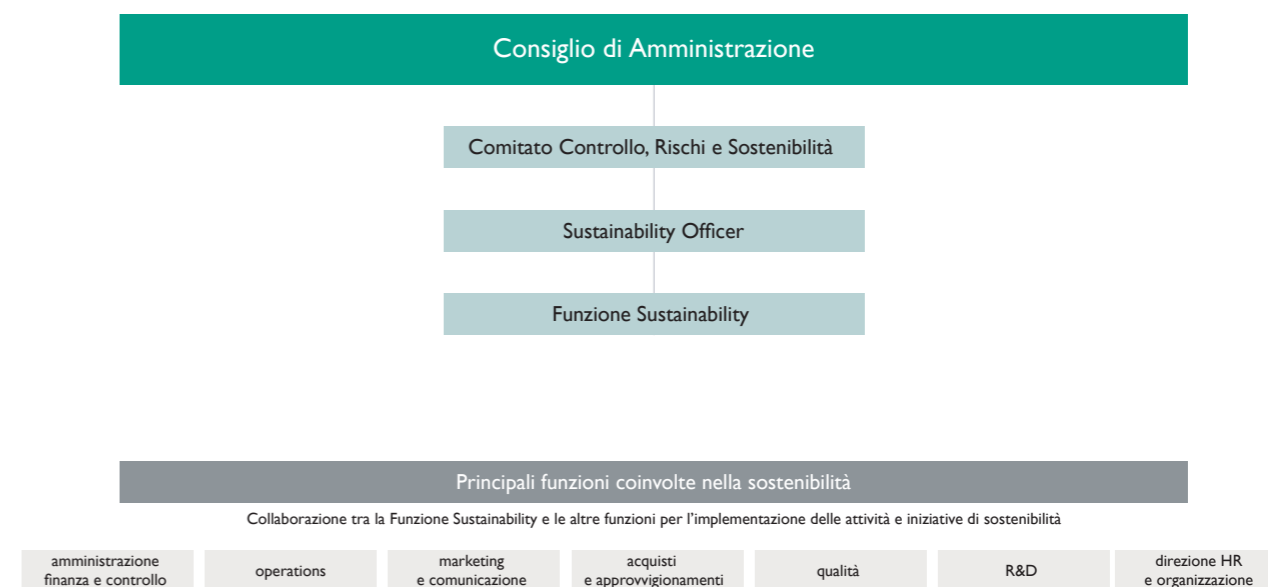 Consiglio di Amministrazione
Comitato Controllo, Rischi e Sostenibilità
Sustainability Officer
Funzione Sustainability
Principali funzioni coinvolte nella sostenibilità
Collaborazione tra la Funzione Sustainability e le altre funzioni per l’implementazione delle attività e iniziative di sostenibilità
amministrazione
finanza e controllo
operations
marketing
e comunicazione
acquisti
e approvvigionamenti
qualità
R&D
direzione HR
e organizzazione